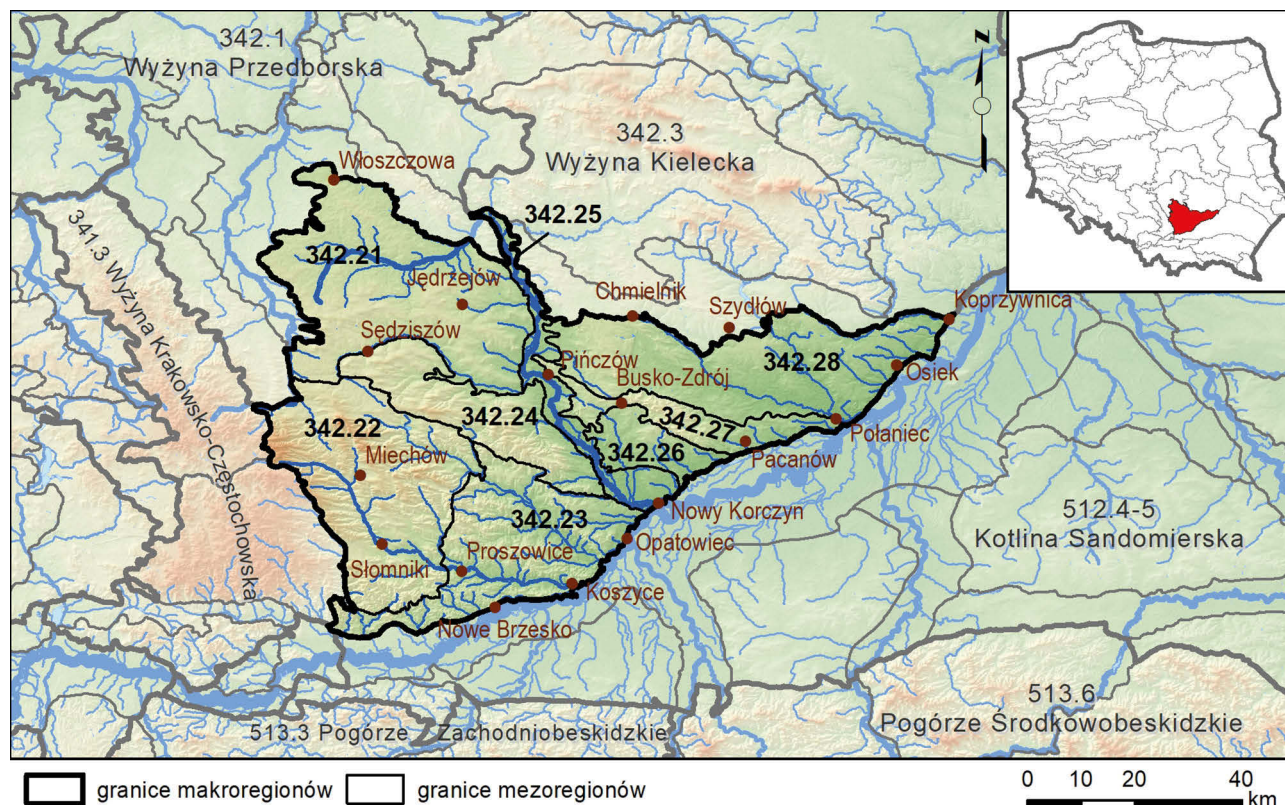 342.1
Wyżyna Przedborska
342.3
Wyżyna Kielecka
N
Włoszczowa
342.25
341.3 Wyżyna Krakowsko-Częstochowska
342.21
Jędrzejów
Chmielnik
Szydłów
Koprzywnica
Sędziszów
Pińczów
342.28
Osiek
Busko-Zdrój
342.24
342.27
Połaniec
342.22
Miechów
342.26
Pacanów
342.23
Nowy Korczyn
512.4-5
Kotlina Sandomierska
Opatowiec
Słomniki
Proszowice
Koszyce
Nowe Brzesko
513.3 Pogórze Zachodniobeskidzkie
513.6
Pogórze Środkowobeskidzkie
granice makroregionów
granice mezoregionów
0 10 20 40
km